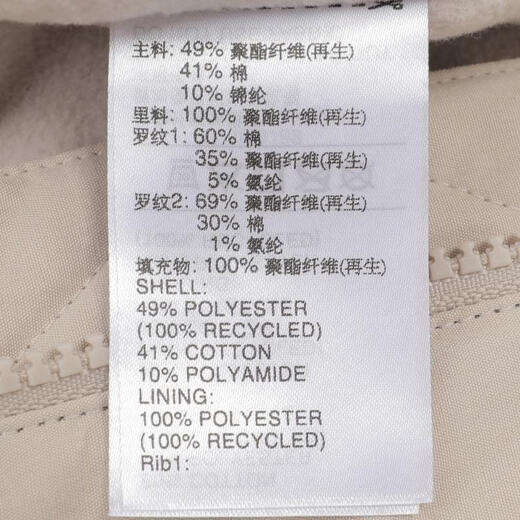 主料: 49% 聚酯纤维(再生)
41% 棉
10% 锦纶
里料: 100% 聚酯纤维(再生)
罗纹1: 60% 棉
35% 聚酯纤维(再生)
5% 氨纶
罗纹2: 69% 聚酯纤维(再生)
30% 棉
1% 氨纶
填充物: 100% 聚酯纤维(再生)
SHELL:
49% POLYESTER
(100% RECYCLED)
41% COTTON
10% POLYAMIDE
LINING:
100% POLYESTER
(100% RECYCLED)
Rib1: